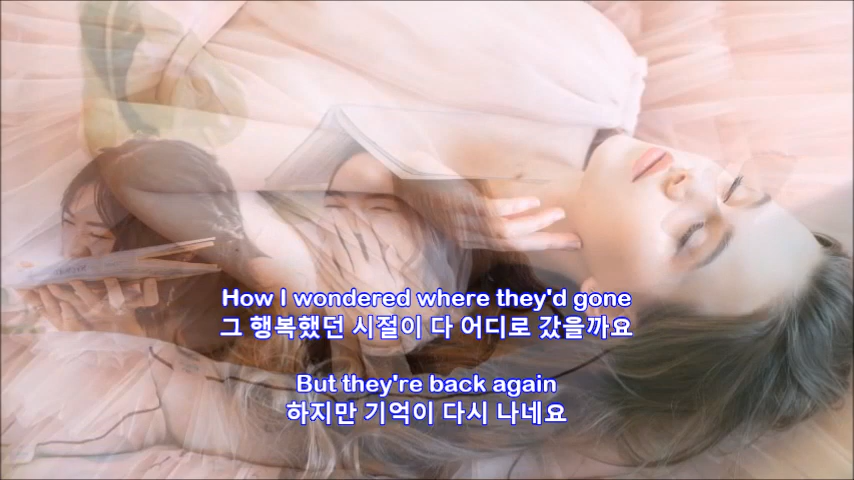 How I wondered where they'd gone
그 행복했던 시절이 다 어디로 갔을까요
But they're back again
하지만 기억이 다시 나네요